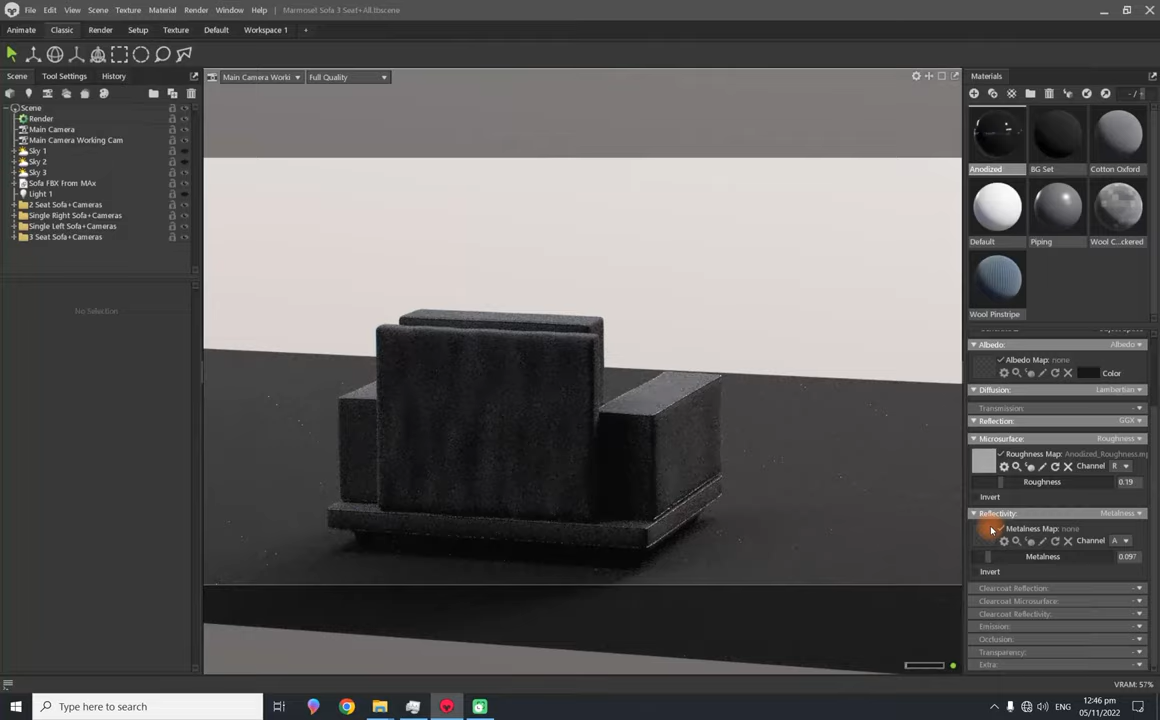 File Edit View Scene Texture Material Render Window Help Marmoset Sofa 3 Seat+All.tbscene
Animate Classic Render Setup Texture Default Workspace 1 +
Scene Tool Settings History
Main Camera Worki Full Quality
Materials
Scene
Render
Main Camera
Main Camera Working Cam
Sky 1
Sky 2
Sky 3
Sofa FBX From MAx
Light 1
2 Seat Sofa+Cameras
Single Right Sofa+Cameras
Single Left Sofa+Cameras
3 Seat Sofa+Cameras
No Selection
Anodized BG Set Cotton Oxford
Default Piping Wool C...ckered
Wool Pinstripe
Albedo: Albedo
Albedo Map: none
Color
Diffusion: Lambertian
Transmission:
Reflection: GGX
Microsurface: Roughness
Roughness Map: Anodized_Roughness.m
Channel R
Roughness 0.19
Invert
Reflectivity: Metalness
Metalness Map: none
Channel A
Metalness 0.097
Invert
Clearcoat Reflection:
Clearcoat Microsurface:
Clearcoat Reflectivity:
Emission:
Occlusion:
Transparency:
Extra:
VRAM: 57%
Type here to search
ENG
12:46 pm
05/11/2022